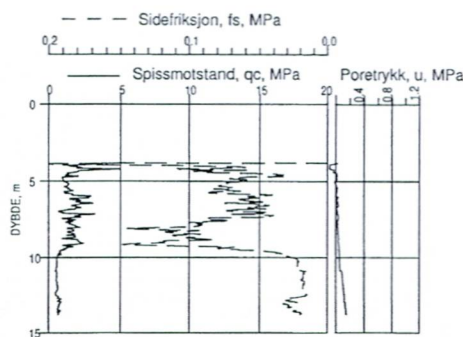 Sidefriksjon, fs, MPa
0,2 0,1 0,0
Spissmotstand, qc, MPa Poretrykk, u, MPa
0 5 10 15 20 0.4 0.8 1.2
0
5
10
15
DYBDE, m